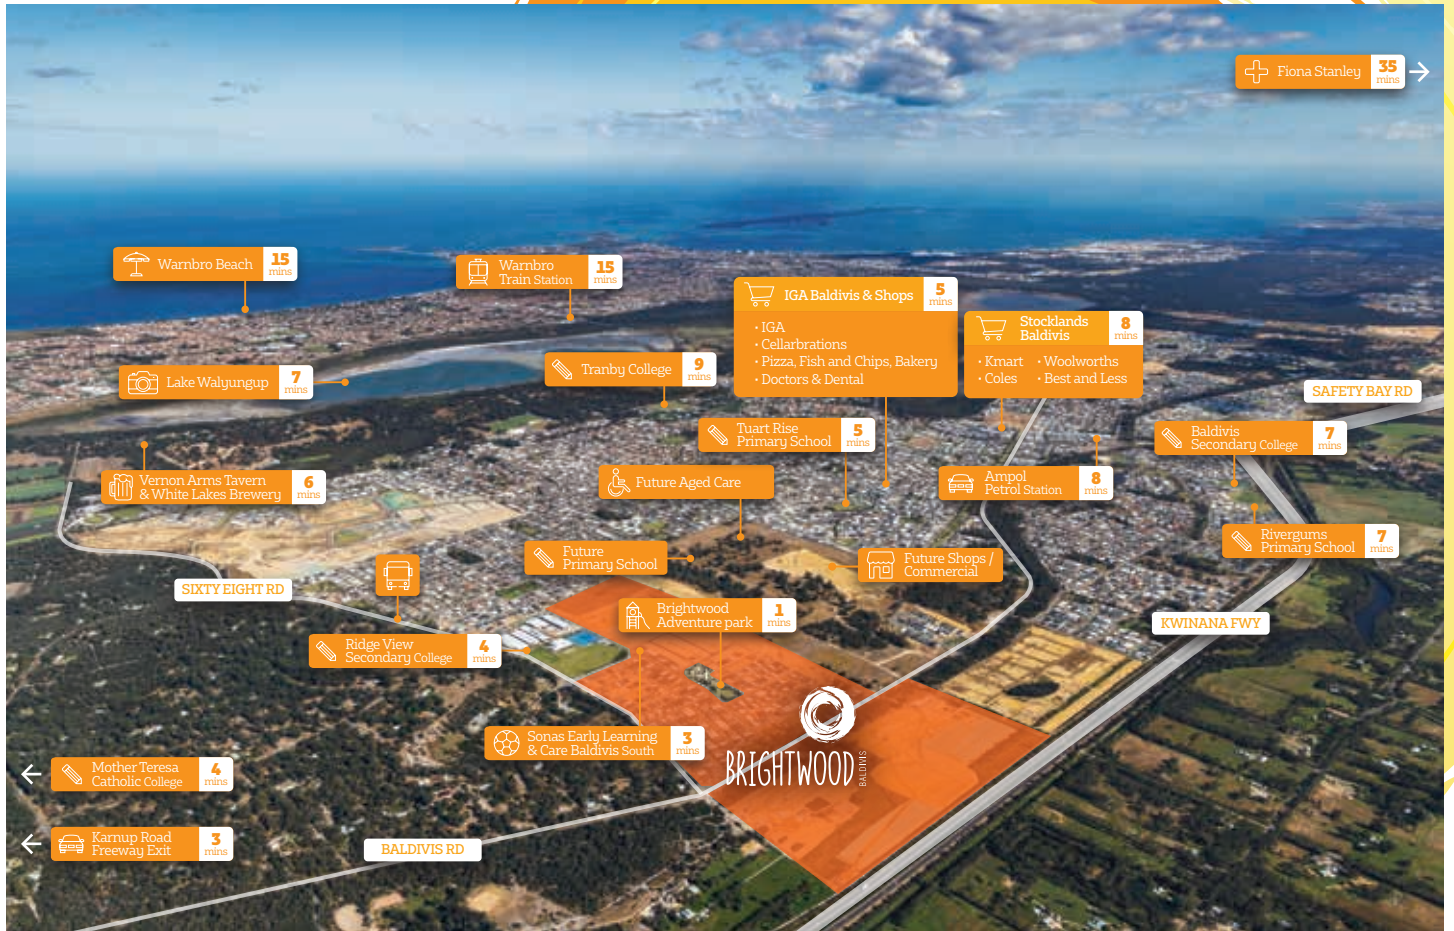 Fiona Stanley
35
mins
Warnbro Beach
15
mins
Warnbro
Train Station
15
mins
IGA Baldivis & Shops
5
mins
• IGA
• Cellarbrations
• Pizza, Fish and Chips, Bakery
• Doctors & Dental
Stocklands
Baldivis
8
mins
• Kmart • Woolworths
• Coles • Best and Less
Lake Walyungup
7
mins
Tranby College
9
mins
SAFETY BAY RD
Tuart Rise
Primary School
5
mins
Baldivis
Secondary College
7
mins
Vernon Arms Tavern
& White Lakes Brewery
6
mins
Future Aged Care
Ampol
Petrol Station
8
mins
Rivergums
Primary School
7
mins
Future
Primary School
Future Shops /
Commercial
SIXTY EIGHT RD
Brightwood
Adventure park
1
mins
KWINANA FWY
Ridge View
Secondary College
4
mins
Sonas Early Learning
& Care Baldivis South
3
mins
BRIGHTWOOD
BALDIVIS
Mother Teresa
Catholic College
4
mins
Karnup Road
Freeway Exit
3
mins
BALDIVIS RD